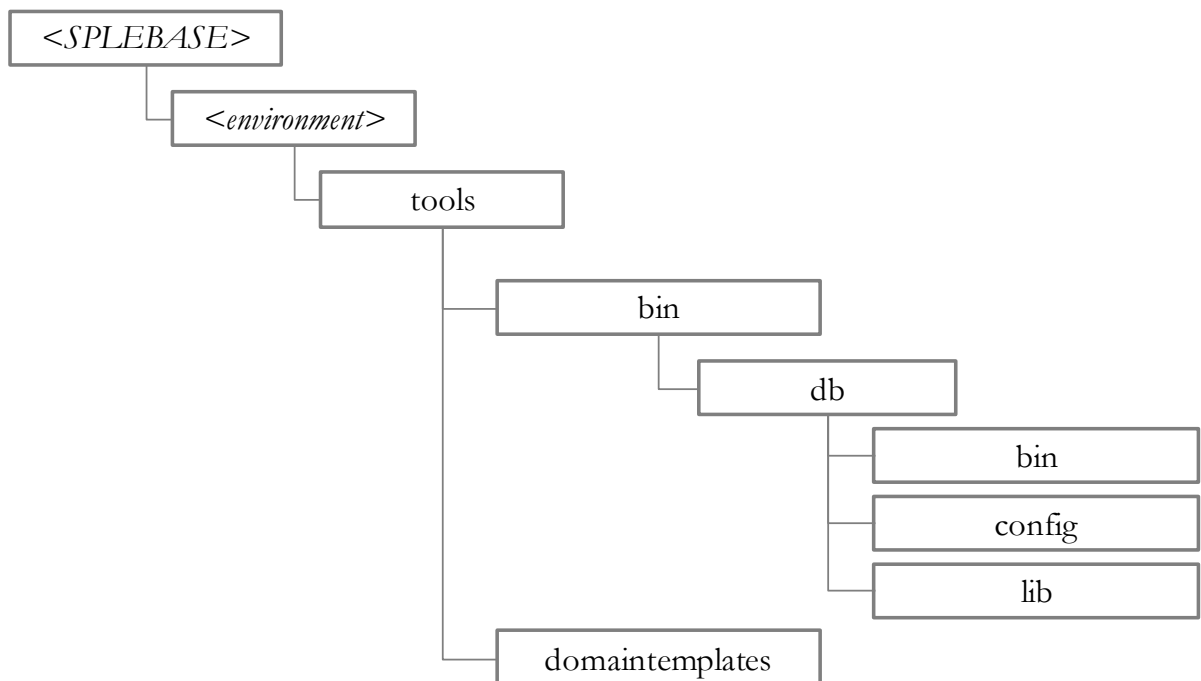 <SPLEBASE>
<environment>
tools
bin
db
bin
config
lib
domaintemplates